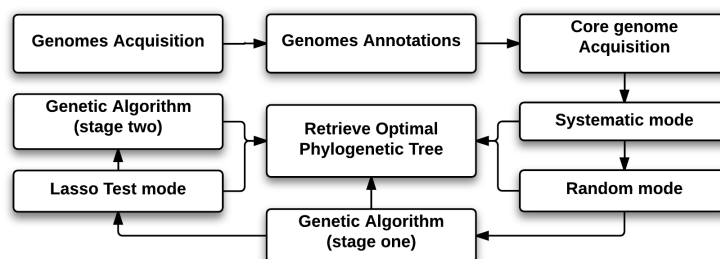 Genomes Acquisition
Genomes Annotations
Core genome
Acquisition
Genetic Algorithm
(stage two)
Retrieve Optimal
Phylogenetic Tree
Systematic mode
Lasso Test mode
Random mode
Genetic Algorithm
(stage one)